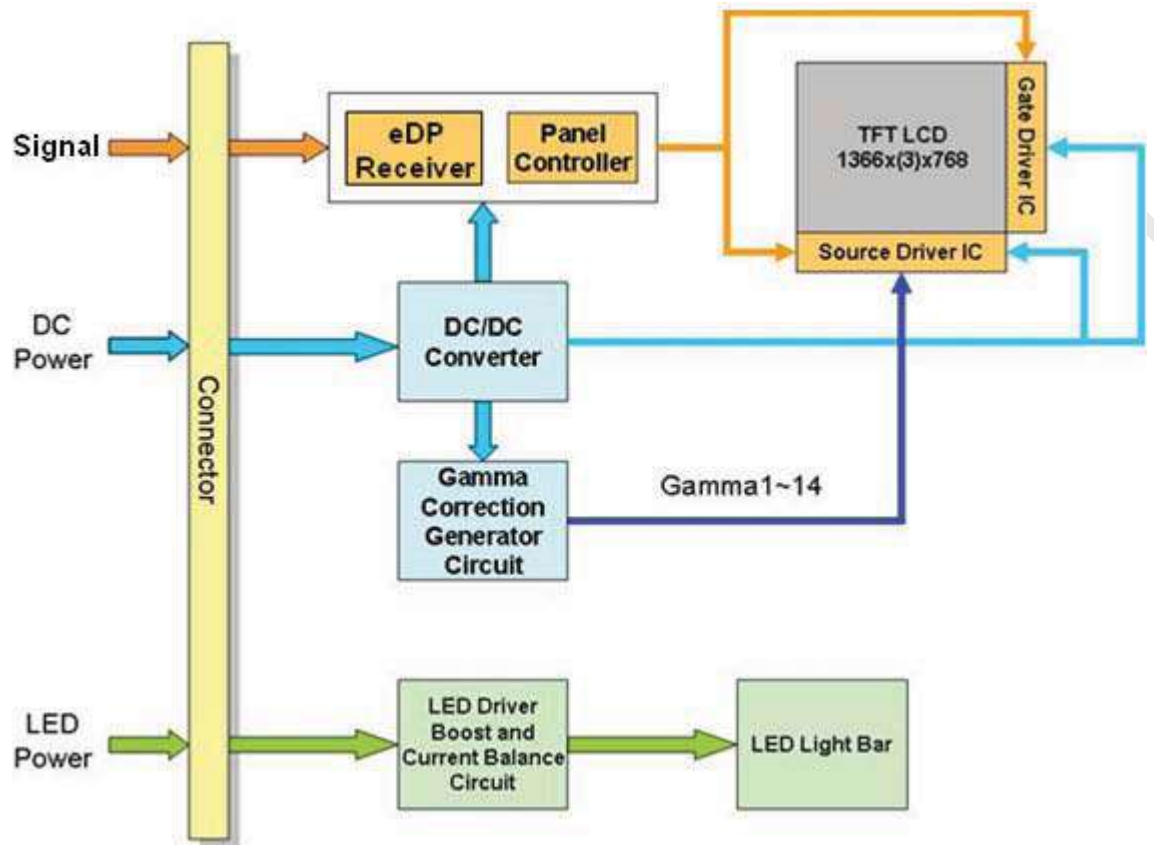 Signal
eDP
Receiver
Panel
Controller
TFT LCD
1366x(3)x768
Gate Driver IC
Source Driver IC
DC
Power
Connector
DC/DC
Converter
Gamma
Correction
Generator
Circuit
Gamma1~14
LED
Power
LED Driver
Boost and
Current Balance
Circuit
LED Light Bar